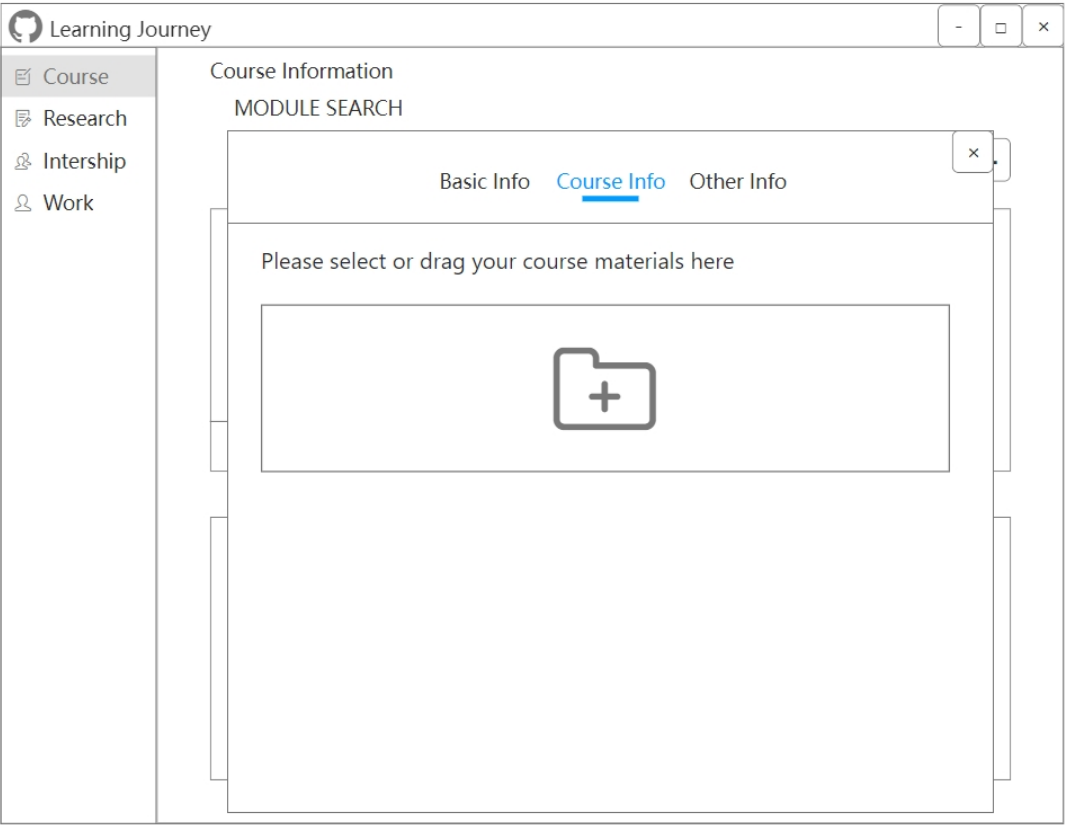 Learning Journey
Course
Research
Intership
Work
Course Information
MODULE SEARCH
Basic Info Course Info Other Info
Please select or drag your course materials here